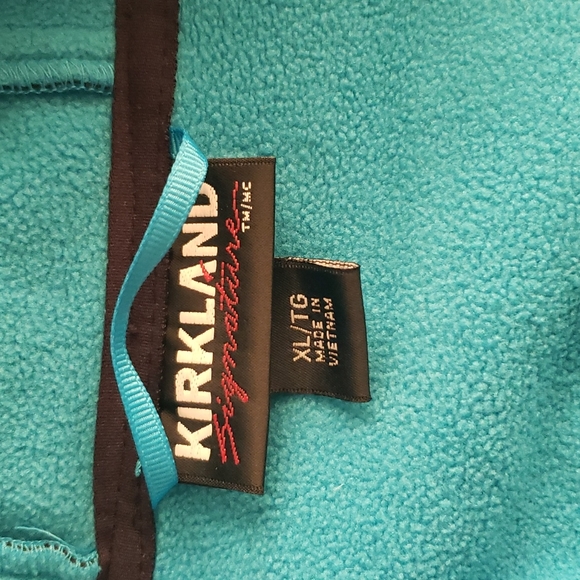 KIRKLAND
Signature
TM/MC
XL/TG
MADE IN
VIETNAM